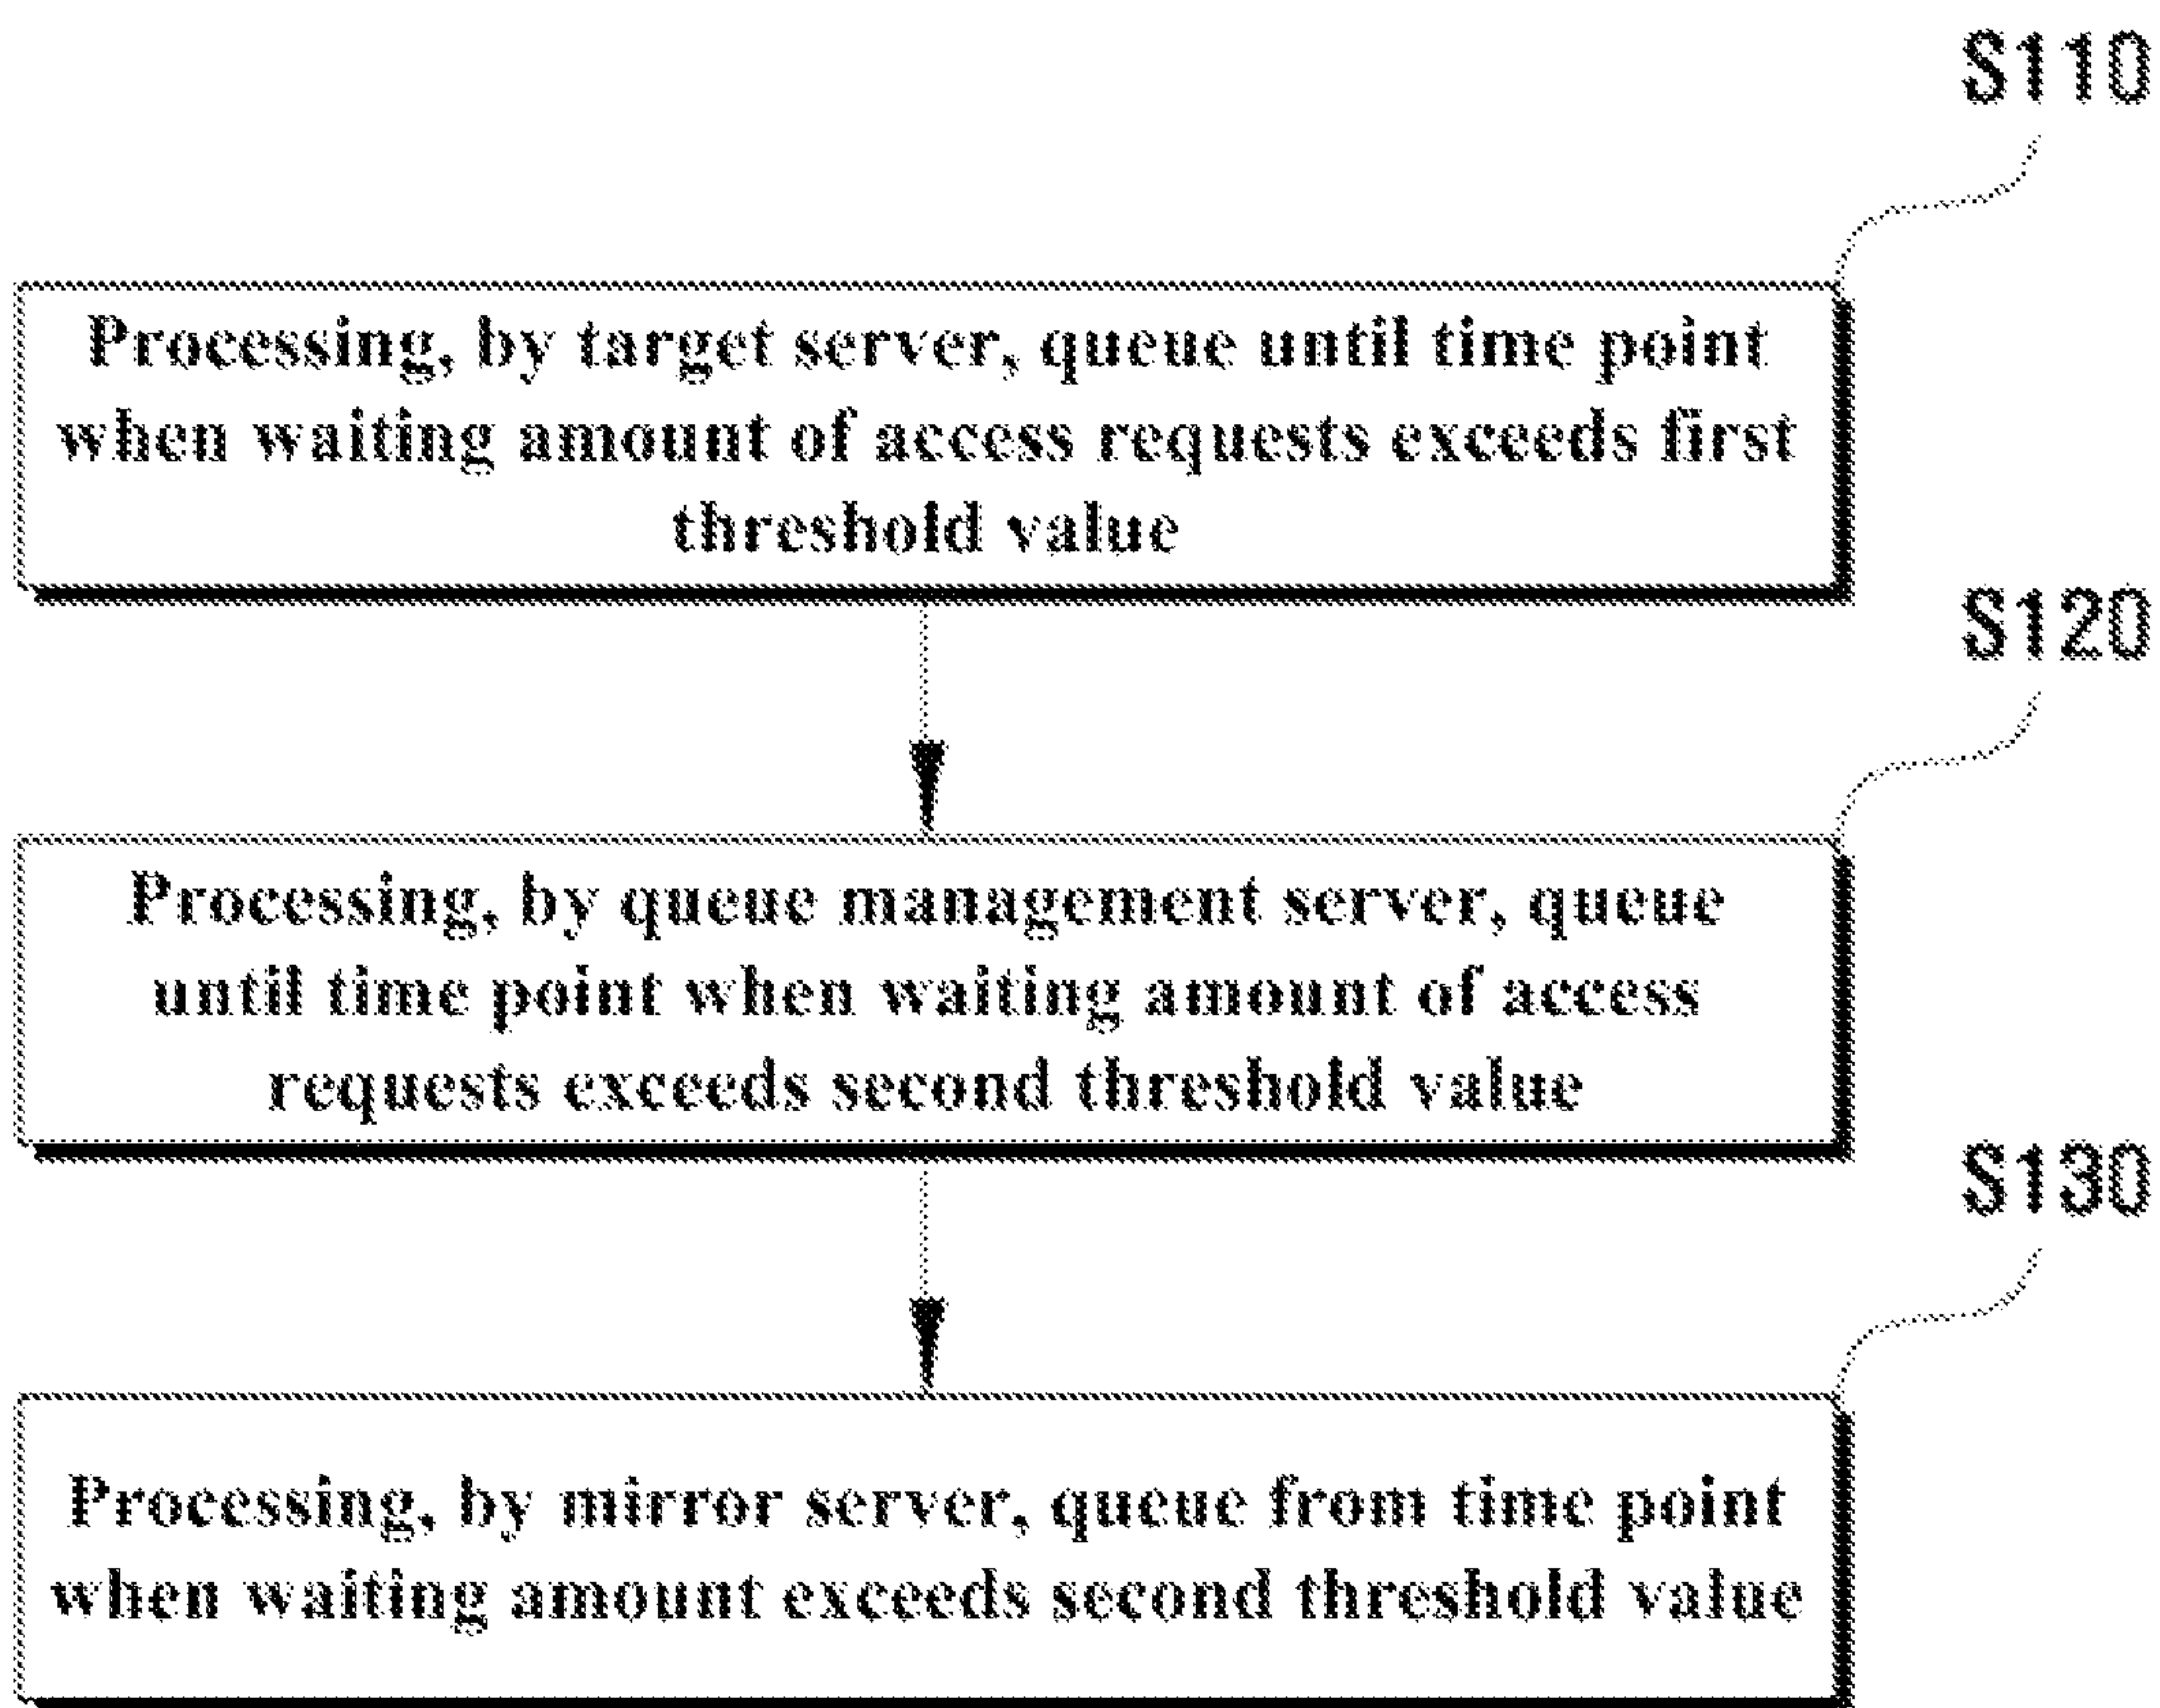 S110
Processing, by target server, queue until time point
when waiting amount of access requests exceeds first
threshold value
S120
Processing, by queue management server, queue
until time point when waiting amount of access
requests exceeds second threshold value
S130
Processing, by mirror server, queue from time point
when waiting amount exceeds second threshold value